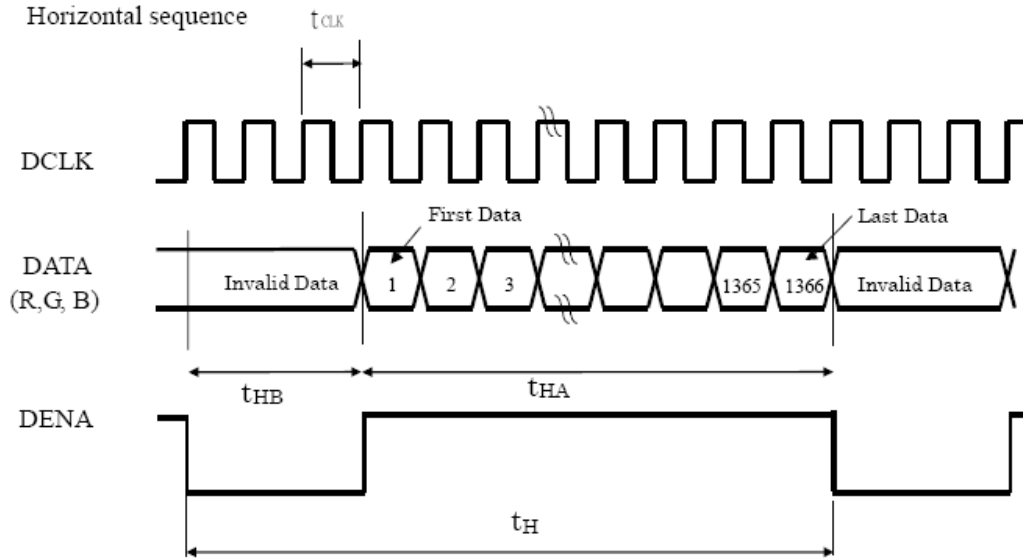 Horizontal sequence
tCLK
DCLK
First Data
Last Data
DATA
(R,G, B)
Invalid Data
1
2
3
1365
1366
Invalid Data
tHB
tHA
DENA
tH